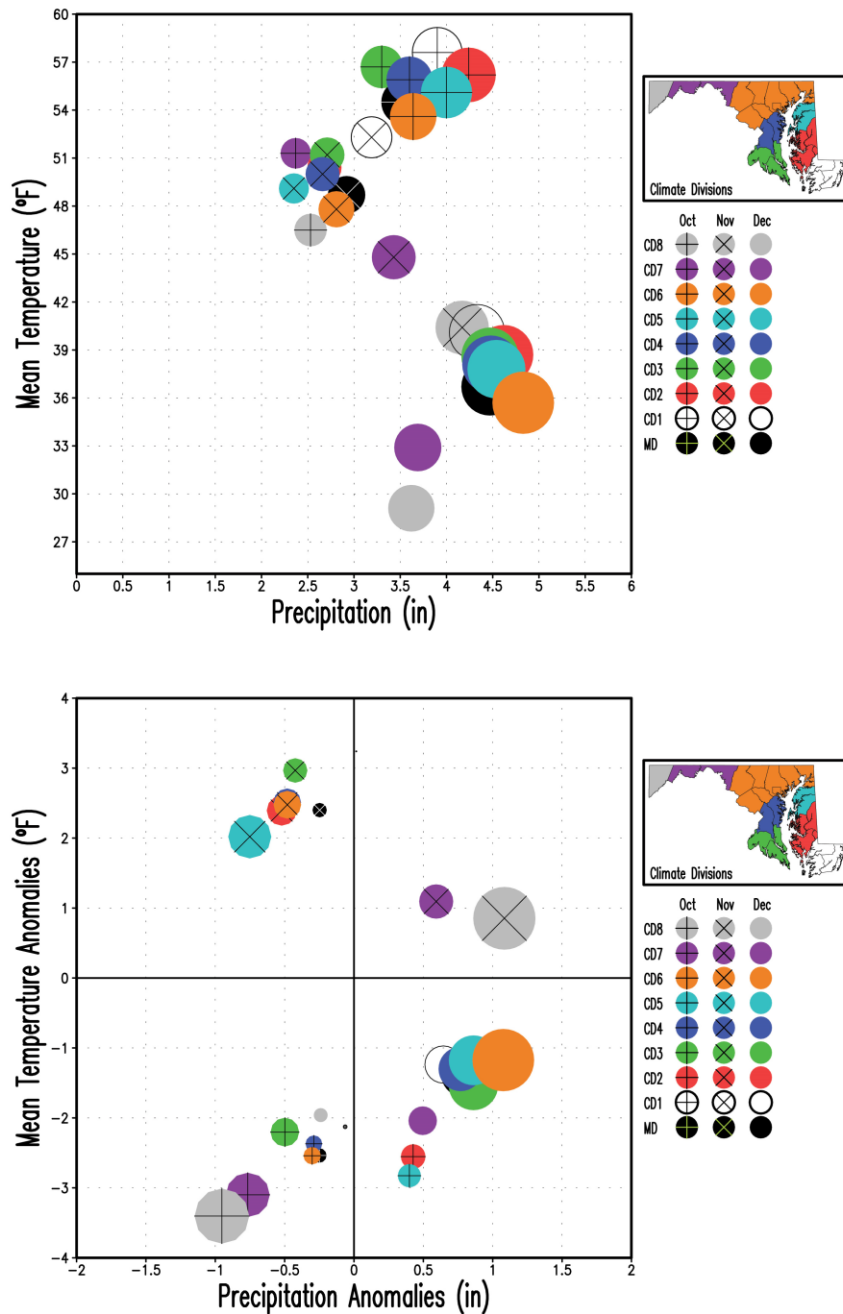 60
57
54
51
48
45
42
39
36
33
30
27
Mean Temperature (ºF)
0 0.5 1 1.5 2 2.5 3 3.5 4 4.5 5 5.5 6
Precipitation (in)
Climate Divisions
Oct Nov Dec
CD8
CD7
CD6
CD5
CD4
CD3
CD2
CD1
MD
4
3
2
1
0
-1
-2
-3
-4
Mean Temperature Anomalies (ºF)
-2 -1.5 -1 -0.5 0 0.5 1 1.5 2
Precipitation Anomalies (in)
Climate Divisions
Oct Nov Dec
CD8
CD7
CD6
CD5
CD4
CD3
CD2
CD1
MD